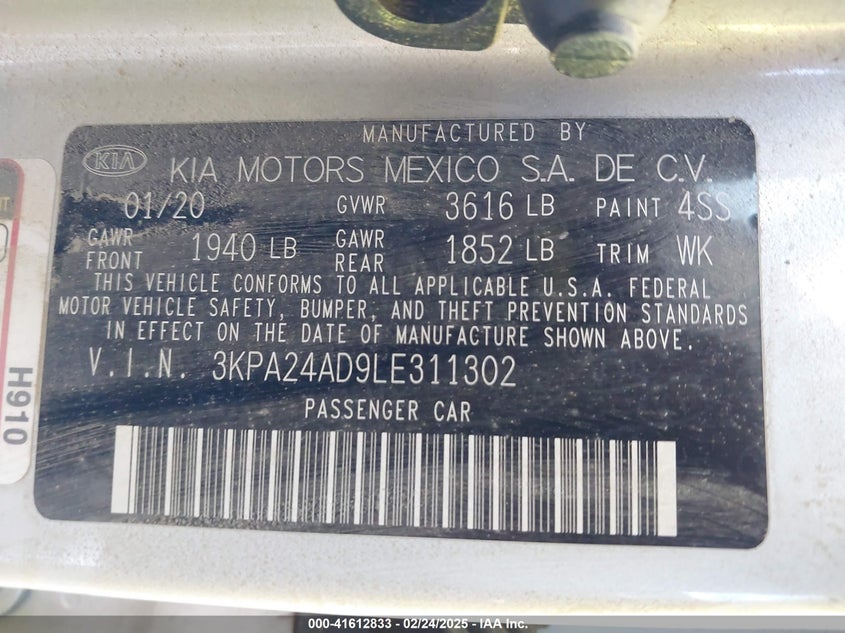 MANUFACTURED BY
KIA KIA MOTORS MEXICO S.A. DE C.V.
01/20 GVWR 3616 LB PAINT 4SS
GAWR FRONT 1940 LB GAWR REAR 1852 LB TRIM WK
THIS VEHICLE CONFORMS TO ALL APPLICABLE U.S.A. FEDERAL
MOTOR VEHICLE SAFETY, BUMPER, AND THEFT PREVENTION STANDARDS
IN EFFECT ON THE DATE OF MANUFACTURE SHOWN ABOVE.
V.I.N. 3KPA24AD9LE311302
PASSENGER CAR
H910
000-41612833 - 02/24/2025 - IAA Inc.